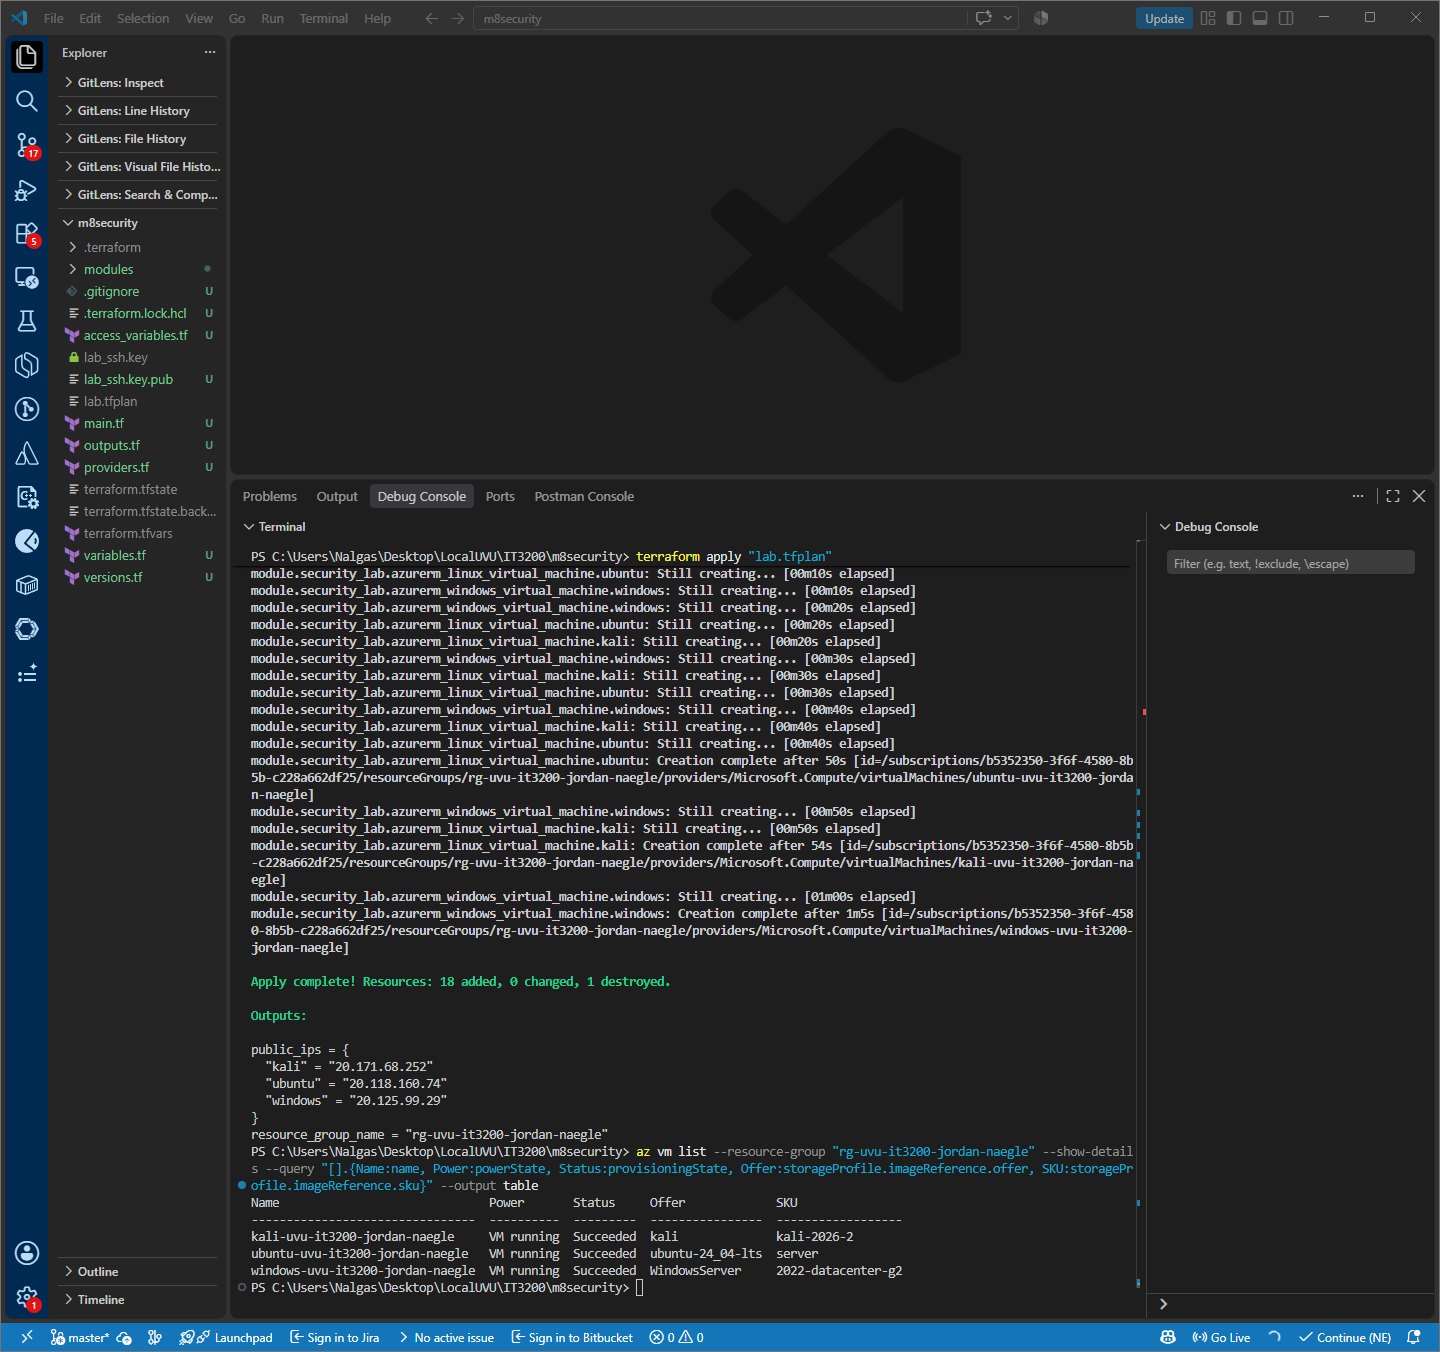 File Edit Selection View Go Run Terminal Help
m8security
Update
Explorer
GitLens: Inspect
GitLens: Line History
GitLens: File History
GitLens: Visual File Histo...
GitLens: Search & Comp...
m8security
.terraform
modules
.gitignore U
.terraform.lock.hcl U
access_variables.tf U
lab_ssh.key
lab_ssh.key.pub U
lab.tfplan
main.tf U
outputs.tf U
providers.tf U
terraform.tfstate
terraform.tfstate.back...
terraform.tfvars
variables.tf U
versions.tf U
Outline
Timeline
17
5
1
Problems Output Debug Console Ports Postman Console
Terminal
PS C:\Users\Nalgas\Desktop\LocalUVU\IT3200\m8security> terraform apply "lab.tfplan"
module.security_lab.azurerm_linux_virtual_machine.ubuntu: Still creating... [00m10s elapsed]
module.security_lab.azurerm_windows_virtual_machine.windows: Still creating... [00m10s elapsed]
module.security_lab.azurerm_windows_virtual_machine.windows: Still creating... [00m20s elapsed]
module.security_lab.azurerm_linux_virtual_machine.ubuntu: Still creating... [00m20s elapsed]
module.security_lab.azurerm_linux_virtual_machine.kali: Still creating... [00m20s elapsed]
module.security_lab.azurerm_windows_virtual_machine.windows: Still creating... [00m30s elapsed]
module.security_lab.azurerm_linux_virtual_machine.kali: Still creating... [00m30s elapsed]
module.security_lab.azurerm_linux_virtual_machine.ubuntu: Still creating... [00m30s elapsed]
module.security_lab.azurerm_windows_virtual_machine.windows: Still creating... [00m40s elapsed]
module.security_lab.azurerm_linux_virtual_machine.kali: Still creating... [00m40s elapsed]
module.security_lab.azurerm_linux_virtual_machine.ubuntu: Still creating... [00m40s elapsed]
module.security_lab.azurerm_linux_virtual_machine.ubuntu: Creation complete after 50s [id=/subscriptions/b5352350-3f6f-4580-8b
5b-c228a662df25/resourceGroups/rg-uvu-it3200-jordan-naegle/providers/Microsoft.Compute/virtualMachines/ubuntu-uvu-it3200-jorda
n-naegle]
module.security_lab.azurerm_windows_virtual_machine.windows: Still creating... [00m50s elapsed]
module.security_lab.azurerm_linux_virtual_machine.kali: Still creating... [00m50s elapsed]
module.security_lab.azurerm_linux_virtual_machine.kali: Creation complete after 54s [id=/subscriptions/b5352350-3f6f-4580-8b5b
-c228a662df25/resourceGroups/rg-uvu-it3200-jordan-naegle/providers/Microsoft.Compute/virtualMachines/kali-uvu-it3200-jordan-na
egle]
module.security_lab.azurerm_windows_virtual_machine.windows: Still creating... [01m00s elapsed]
module.security_lab.azurerm_windows_virtual_machine.windows: Creation complete after 1m5s [id=/subscriptions/b5352350-3f6f-458
0-8b5b-c228a662df25/resourceGroups/rg-uvu-it3200-jordan-naegle/providers/Microsoft.Compute/virtualMachines/windows-uvu-it3200-
jordan-naegle]
Apply complete! Resources: 18 added, 0 changed, 1 destroyed.
Outputs:
public_ips = {
"kali" = "20.171.68.252"
"ubuntu" = "20.118.160.74"
"windows" = "20.125.99.29"
}
resource_group_name = "rg-uvu-it3200-jordan-naegle"
PS C:\Users\Nalgas\Desktop\LocalUVU\IT3200\m8security> az vm list --resource-group "rg-uvu-it3200-jordan-naegle" --show-detail
s --query "[].{Name:name, Power:powerState, Status:provisioningState, Offer:storageProfile.imageReference.offer, SKU:storagePr
ofile.imageReference.sku}" --output table
Name Power Status Offer SKU
-------------------------------- ---------- --------- ---------------- ------------------
kali-uvu-it3200-jordan-naegle VM running Succeeded kali kali-2026-2
ubuntu-uvu-it3200-jordan-naegle VM running Succeeded ubuntu-24_04-lts server
windows-uvu-it3200-jordan-naegle VM running Succeeded WindowsServer 2022-datacenter-g2
PS C:\Users\Nalgas\Desktop\LocalUVU\IT3200\m8security>
Debug Console
Filter (e.g. text, !exclude, \escape)
master* Launchpad Sign in to Jira No active issue Sign in to Bitbucket 0 0 Go Live Continue (NE)